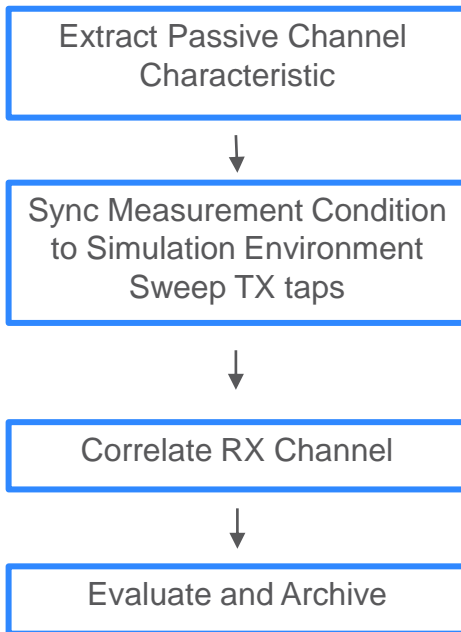 Extract Passive Channel
Characteristic
Sync Measurement Condition
to Simulation Environment
Sweep TX taps
Correlate RX Channel
Evaluate and Archive